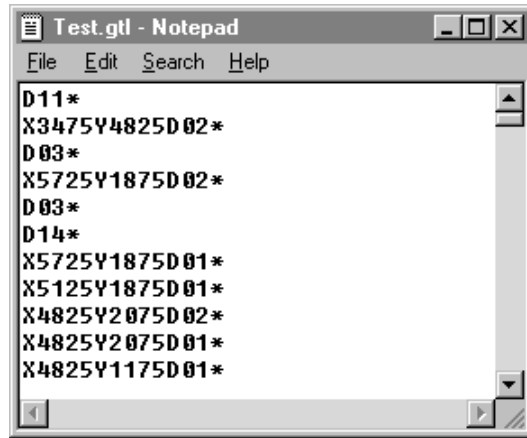 Test.gtl - Notepad
File Edit Search Help
D11*
X3475Y4825D02*
D03*
X5725Y1875D02*
D03*
D14*
X5725Y1875D01*
X5125Y1875D01*
X4825Y2075D02*
X4825Y2075D01*
X4825Y1175D01*